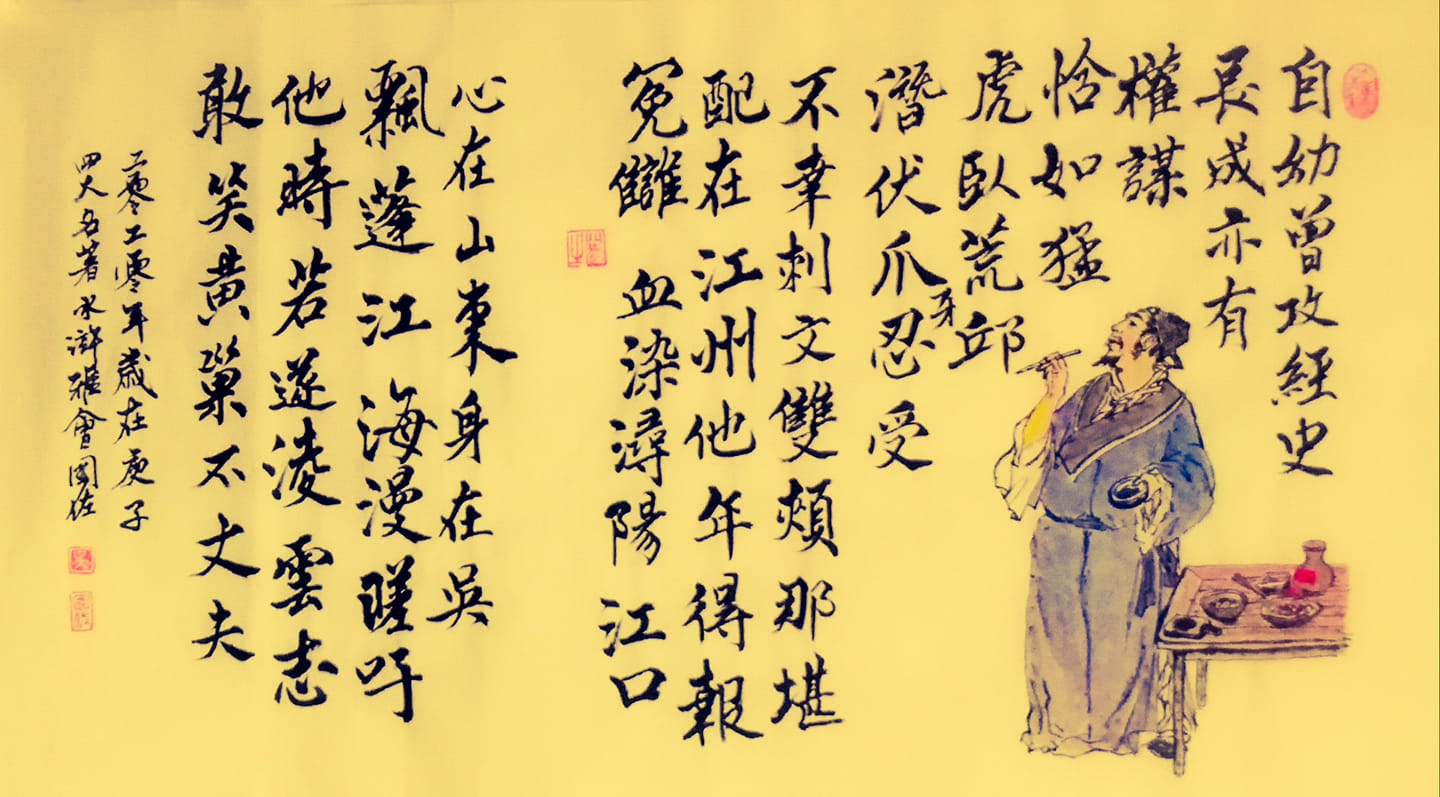 自幼曾攻經史
長成亦有
權謀
恰如猛
虎臥荒邱
潛伏爪牙忍受
不幸刺文雙頰那堪
配在江州他年得報
冤讎 血染潯陽江口
心在山東身在吳
飄蓬江海漫嗟吁
他時若遂淩雲志
敢笑黃巢不丈夫
二零二零年歲在庚子
四大名著水滸雅會國佐